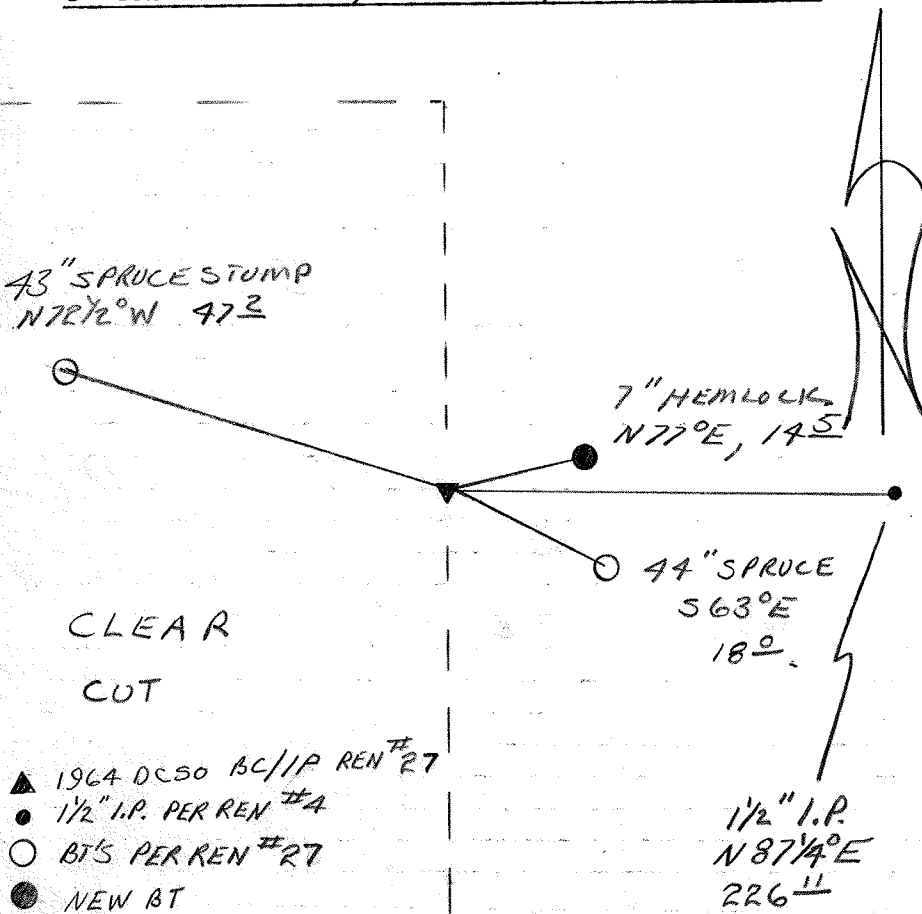 43" SPRUCE STUMP
N72½°W 47 2
7" HEMLOCK
N77°E, 14 5
44" SPRUCE
S63°E
18 0
CLEAR
CUT
▲ 1964 DCSO BC/IP REN #27
● 1½" I.P. PER REN #4
○ BT'S PER REN #27
● NEW BT
1½" I.P.
N87¼°E
226 11